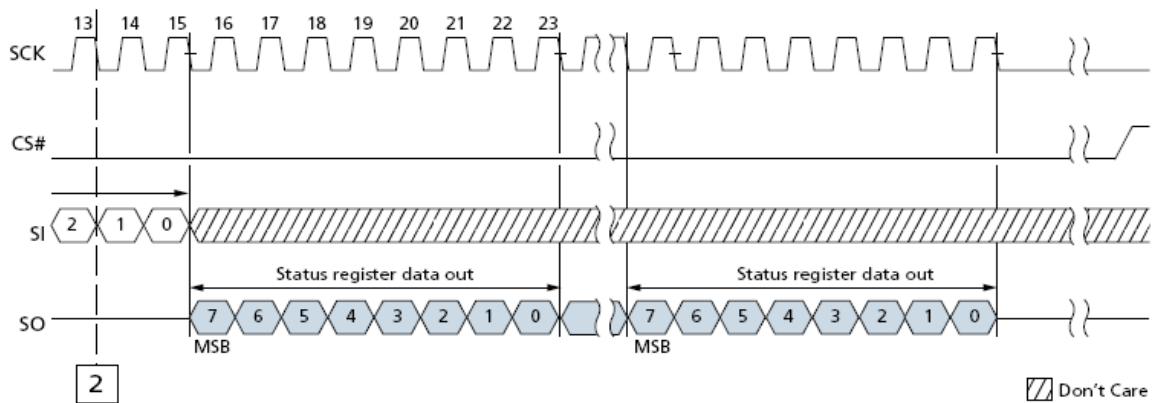 13 14 15 16 17 18 19 20 21 22 23
SCK
CS#
SI 2 1 0
Status register data out Status register data out
SO 7 6 5 4 3 2 1 0 7 6 5 4 3 2 1 0
MSB MSB
2
Don't Care